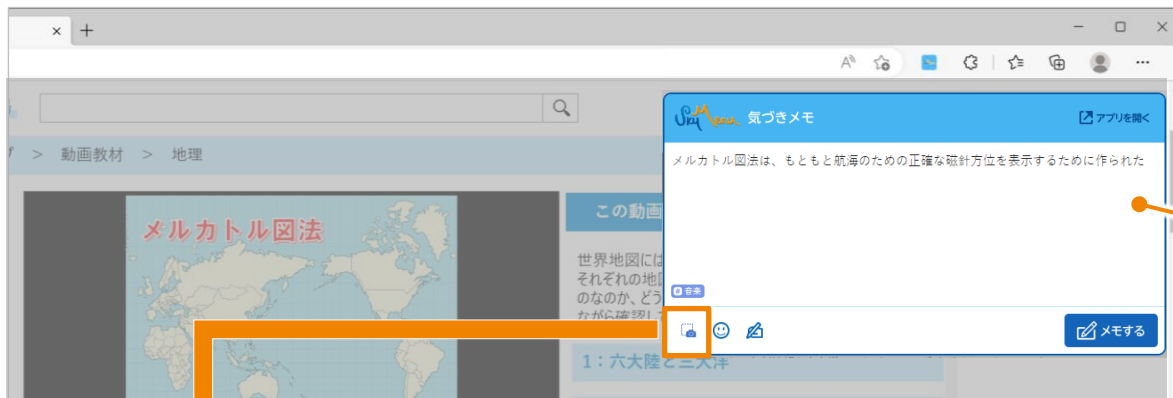 SkyMenu 気づきメモ
アプリを開く
> 動画教材 > 地理
メルカトル図法は、もともと航海のための正確な磁針方位を表示するために作られた
この動画
メルカトル図法
世界地図には
それぞれの地図
のなのか、どう
ながら確認し
# 音楽
メモする
1:六大陸と三大洋